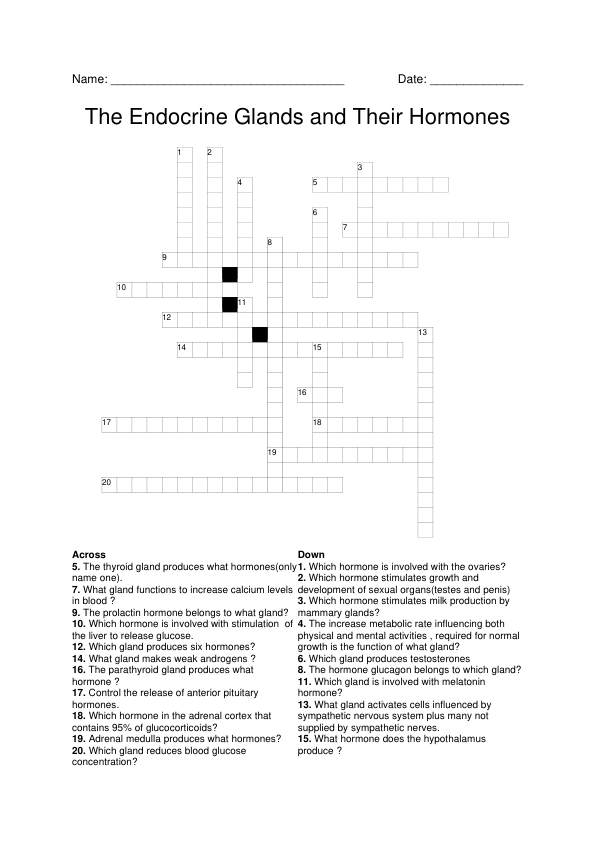 Name: ___________________________________ Date: ______________
The Endocrine Glands and Their Hormones
1 2
3
4 5
6
7
8
9
10
11
12
13
14 15
16
17 18
19
20
Across
5. The thyroid gland produces what hormones(only
name one).
7. What gland functions to increase calcium levels
in blood ?
9. The prolactin hormone belongs to what gland?
10. Which hormone is involved with stimulation of
the liver to release glucose.
12. Which gland produces six hormones?
14. What gland makes weak androgens ?
16. The parathyroid gland produces what
hormone ?
17. Control the release of anterior pituitary
hormones.
18. Which hormone in the adrenal cortex that
contains 95% of glucocorticoids?
19. Adrenal medulla produces what hormones?
20. Which gland reduces blood glucose
concentration?
Down
1. Which hormone is involved with the ovaries?
2. Which hormone stimulates growth and
development of sexual organs(testes and penis)
3. Which hormone stimulates milk production by
mammary glands?
4. The increase metabolic rate influencing both
physical and mental activities , required for normal
growth is the function of what gland?
6. Which gland produces testosterones
8. The hormone glucagon belongs to which gland?
11. Which gland is involved with melatonin
hormone?
13. What gland activates cells influenced by
sympathetic nervous system plus many not
supplied by sympathetic nerves.
15. What hormone does the hypothalamus
produce ?